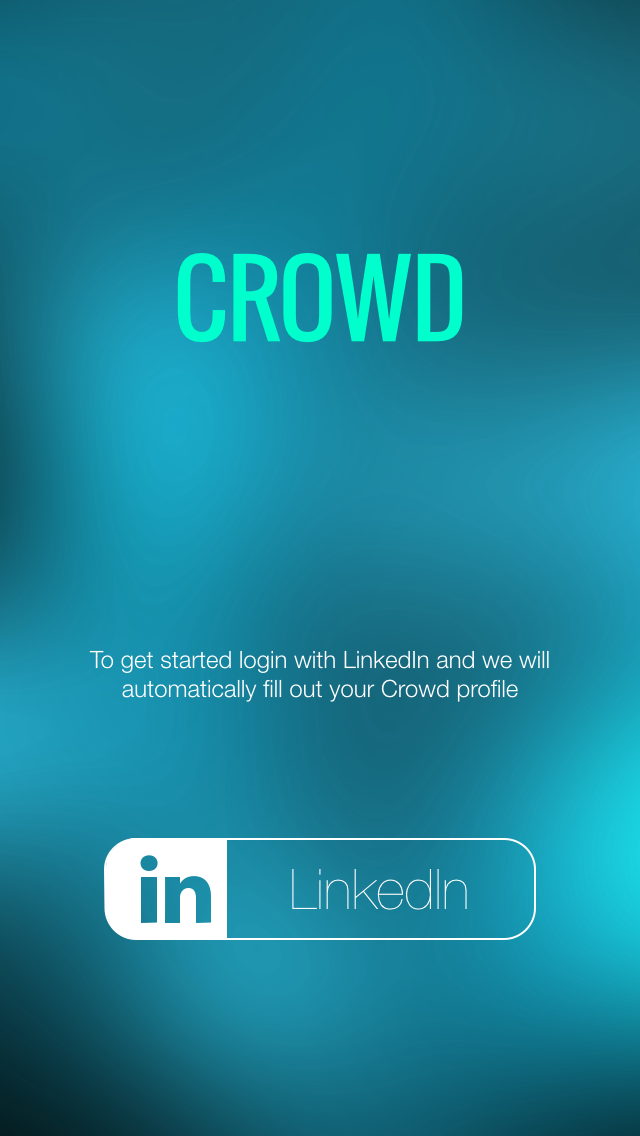 CROWD
To get started login with LinkedIn and we will
automatically fill out your Crowd profile
in LinkedIn